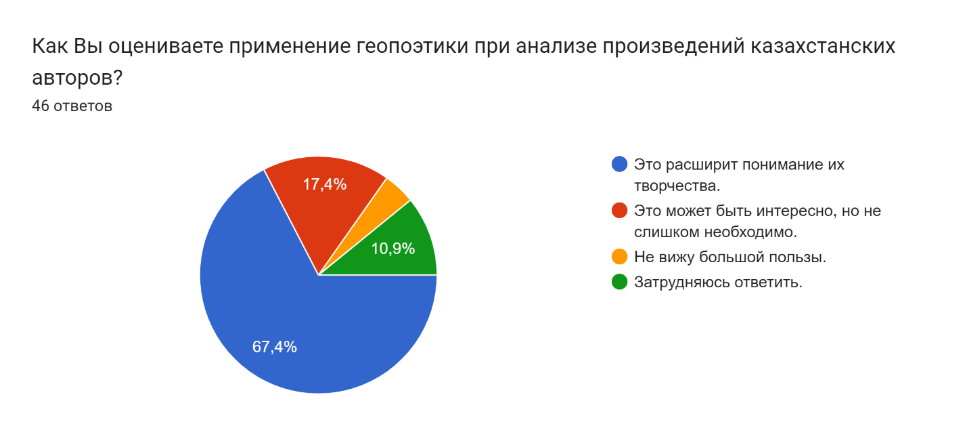 Как Вы оцениваете применение геопоэтики при анализе произведений казахстанских
авторов?
46 ответов
17,4%
10,9%
67,4%
Это расширит понимание их
творчества.
Это может быть интересно, но не
слишком необходимо.
Не вижу большой пользы.
Затрудняюсь ответить.